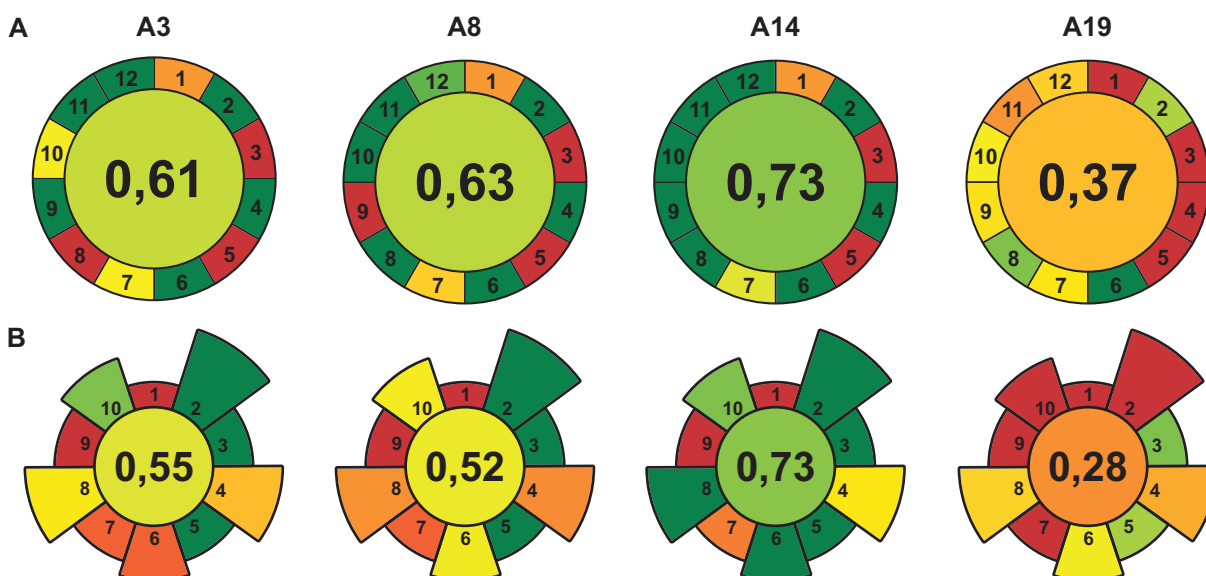 A A3 A8 A14 A19
12 1 12 1 12 1 12 1
11 2 11 2 11 2 11 2
10 3 10 3 10 3 10 3
0,61 0,63 0,73 0,37
9 4 9 4 9 4 9 4
8 5 8 5 8 5 8 5
7 6 7 6 7 6 7 6
B
1 1 1 1
10 2 10 2 10 2 10 2
9 3 9 3 9 3 9 3
0,55 0,52 0,73 0,28
8 4 8 4 8 4 8 4
7 5 7 5 7 5 7 5
6 6 6 6